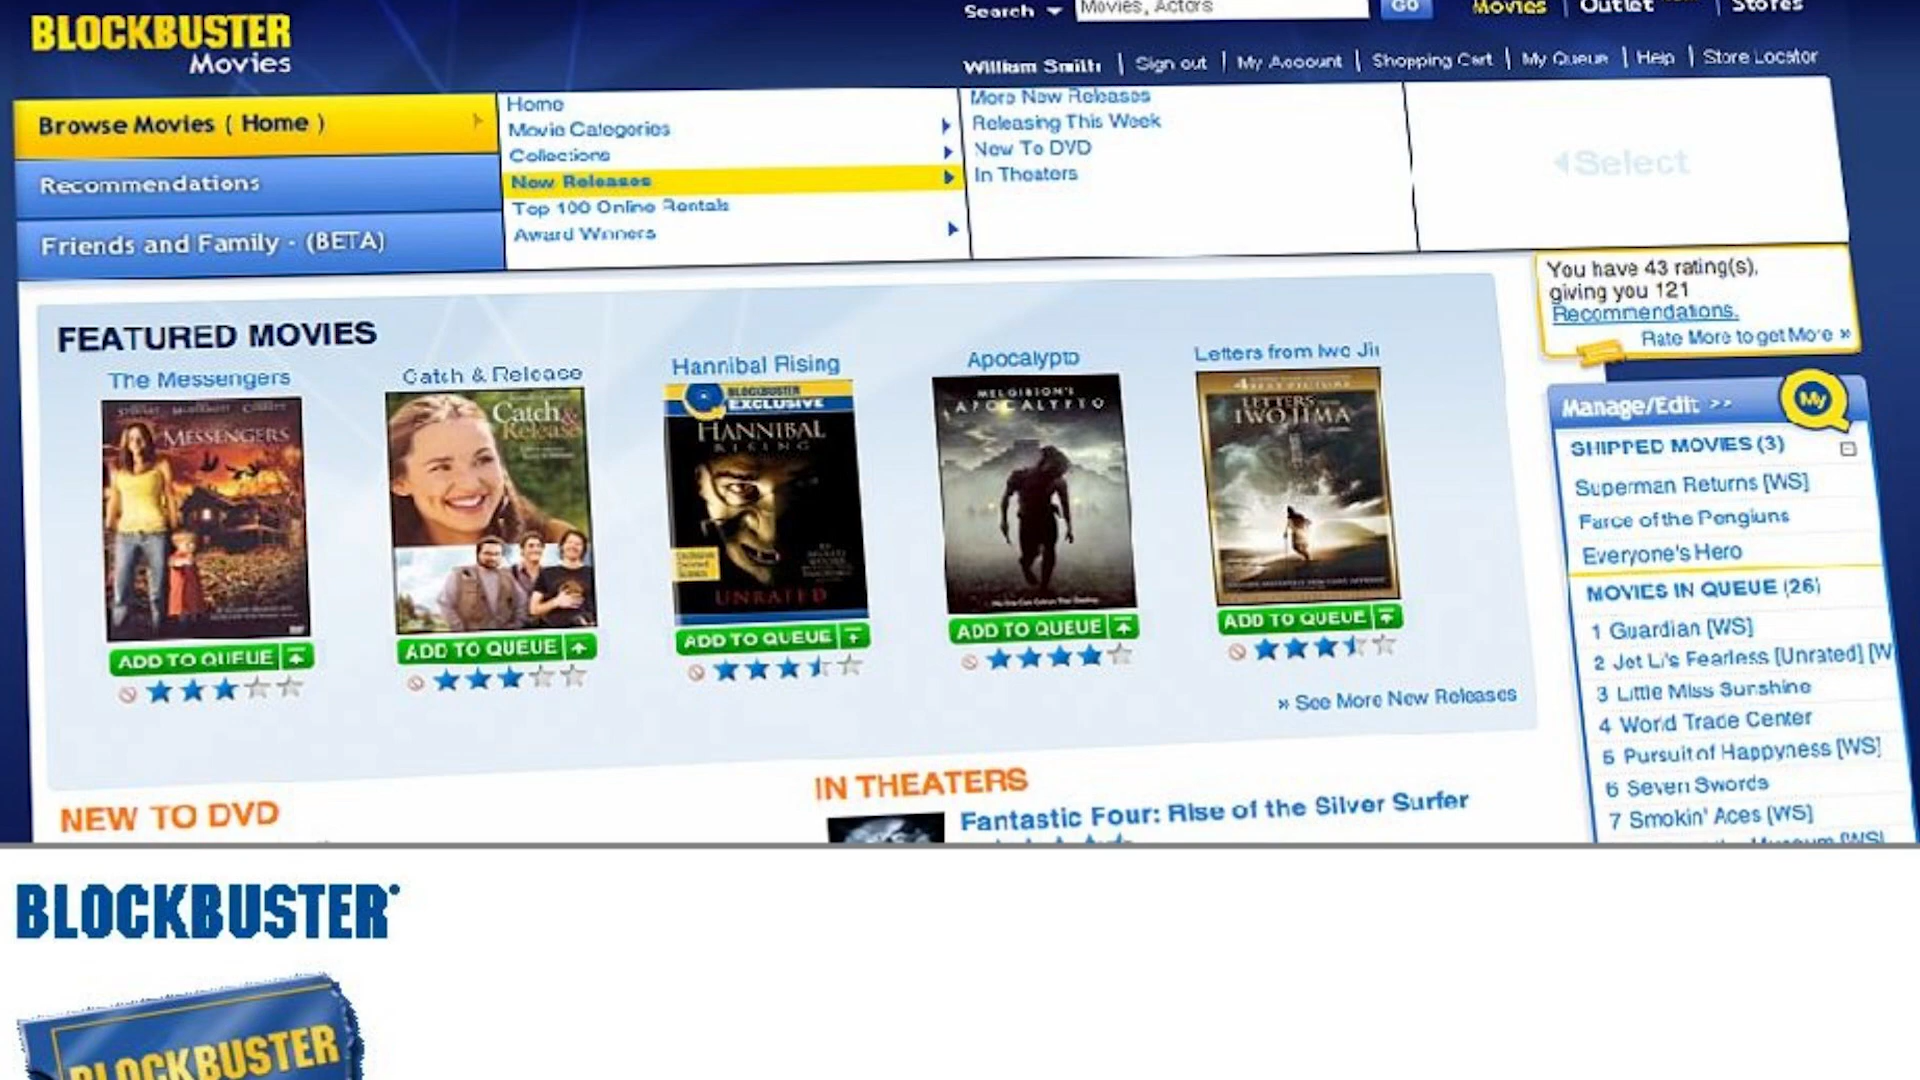 BLOCKBUSTER
Movies
Search
Movies, Actors
GO
Movies
Outlet
Stores
William Smith | Sign out | My Account | Shopping Cart | My Queue | Help | Store Locator
Browse Movies ( Home )
Recommendations
Friends and Family - (BETA)
Home
Movie Categories
Collections
New Releases
Top 100 Online Rentals
Award Winners
More New Releases
Releasing This Week
New To DVD
In Theaters
Select
You have 43 rating(s),
giving you 121
Recommendations.
Rate More to get More »
FEATURED MOVIES
The Messengers
Catch & Release
Hannibal Rising
Apocalypto
Letters from Iwo Ji
MESSENGERS
Catch &
Release
BLOCKBUSTER
EXCLUSIVE
HANNIBAL
RISING
UNRATED
MEL GIBSON'S
APOCALYPTO
LETTERS
IWO JIMA
ADD TO QUEUE
ADD TO QUEUE
ADD TO QUEUE
ADD TO QUEUE
ADD TO QUEUE
» See More New Releases
Manage/Edit >>
My
SHIPPED MOVIES (3)
Superman Returns [WS]
Farce of the Penguins
Everyone's Hero
MOVIES IN QUEUE (26)
1 Guardian [WS]
2 Jet Li's Fearless [Unrated] [W
3 Little Miss Sunshine
4 World Trade Center
5 Pursuit of Happyness [WS]
6 Seven Swords
7 Smokin' Aces [WS]
NEW TO DVD
IN THEATERS
Fantastic Four: Rise of the Silver Surfer
BLOCKBUSTER
BLOCKBUSTER